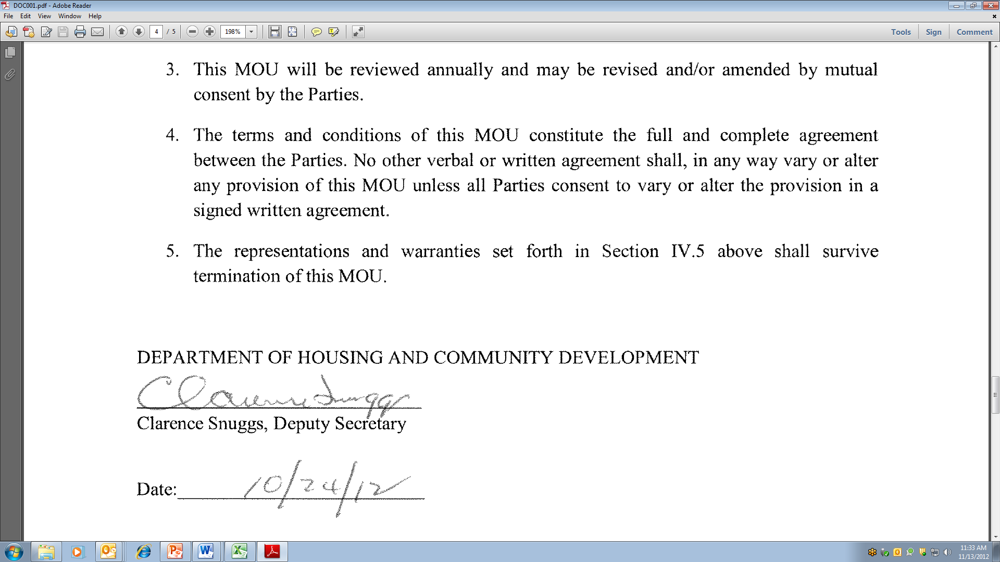 DOC001.pdf - Adobe Reader
File Edit View Window Help
4 / 5 198% Tools Sign Comment
3. This MOU will be reviewed annually and may be revised and/or amended by mutual
consent by the Parties.
4. The terms and conditions of this MOU constitute the full and complete agreement
between the Parties. No other verbal or written agreement shall, in any way vary or alter
any provision of this MOU unless all Parties consent to vary or alter the provision in a
signed written agreement.
5. The representations and warranties set forth in Section IV.5 above shall survive
termination of this MOU.
DEPARTMENT OF HOUSING AND COMMUNITY DEVELOPMENT
Clarence Snuggs
Clarence Snuggs, Deputy Secretary
Date: 10/24/12
11:33 AM
11/13/2012